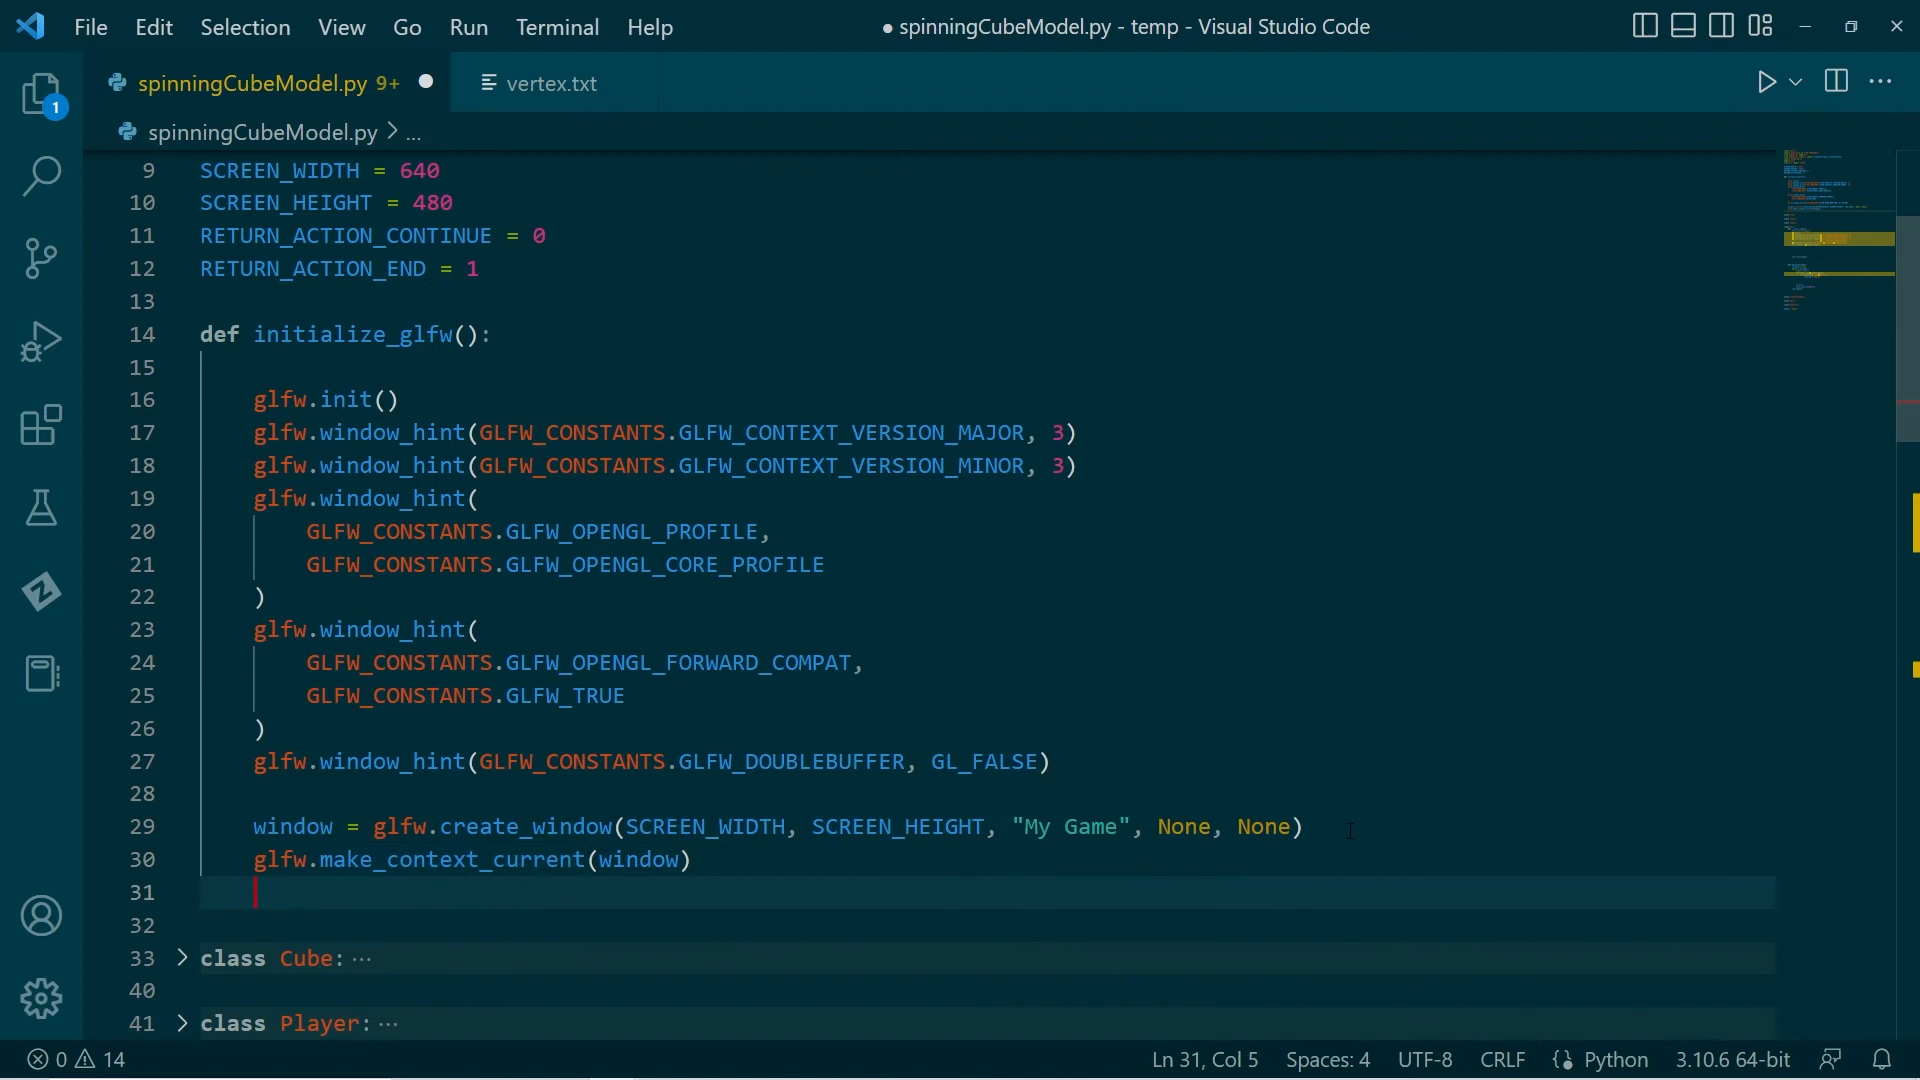 File Edit Selection View Go Run Terminal Help ● spinningCubeModel.py - temp - Visual Studio Code
spinningCubeModel.py 9+ ● vertex.txt
1
spinningCubeModel.py > ...
9 SCREEN_WIDTH = 640
10 SCREEN_HEIGHT = 480
11 RETURN_ACTION_CONTINUE = 0
12 RETURN_ACTION_END = 1
13
14 def initialize_glfw():
15
16 glfw.init()
17 glfw.window_hint(GLFW_CONSTANTS.GLFW_CONTEXT_VERSION_MAJOR, 3)
18 glfw.window_hint(GLFW_CONSTANTS.GLFW_CONTEXT_VERSION_MINOR, 3)
19 glfw.window_hint(
20 GLFW_CONSTANTS.GLFW_OPENGL_PROFILE,
21 GLFW_CONSTANTS.GLFW_OPENGL_CORE_PROFILE
22 )
23 glfw.window_hint(
24 GLFW_CONSTANTS.GLFW_OPENGL_FORWARD_COMPAT,
25 GLFW_CONSTANTS.GLFW_TRUE
26 )
27 glfw.window_hint(GLFW_CONSTANTS.GLFW_DOUBLEBUFFER, GL_FALSE)
28
29 window = glfw.create_window(SCREEN_WIDTH, SCREEN_HEIGHT, "My Game", None, None)
30 glfw.make_context_current(window)
31
32
33 > class Cube:···
40
41 > class Player:···
0 14 Ln 31, Col 5 Spaces: 4 UTF-8 CRLF Python 3.10.6 64-bit